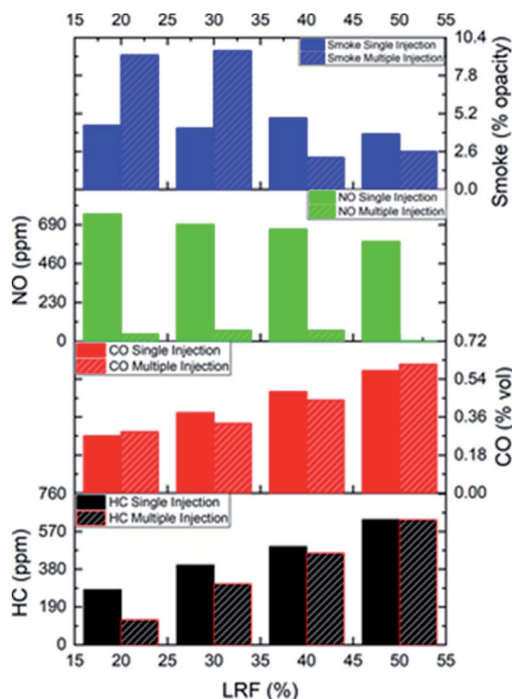 15 20 25 30 35 40 45 50 55
Smoke Single Injection
Smoke Multiple Injection
10.4
7.8
5.2
2.6
0.0
Smoke (% opacity)
NO Single Injection
NO Multiple Injection
690
460
230
0
NO (ppm)
CO Single Injection
CO Multiple Injection
0.72
0.54
0.36
0.18
0.00
CO (% vol)
HC Single Injection
HC Multiple Injection
760
570
380
190
0
HC (ppm)
15 20 25 30 35 40 45 50 55
LRF (%)